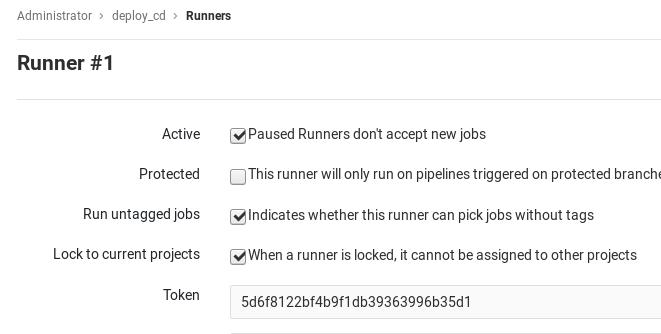 Administrator › deploy_cd › Runners
Runner #1
Active Paused Runners don't accept new jobs
Protected This runner will only run on pipelines triggered on protected branche
Run untagged jobs Indicates whether this runner can pick jobs without tags
Lock to current projects When a runner is locked, it cannot be assigned to other projects
Token 5d6f8122bf4b9f1db39363996b35d1